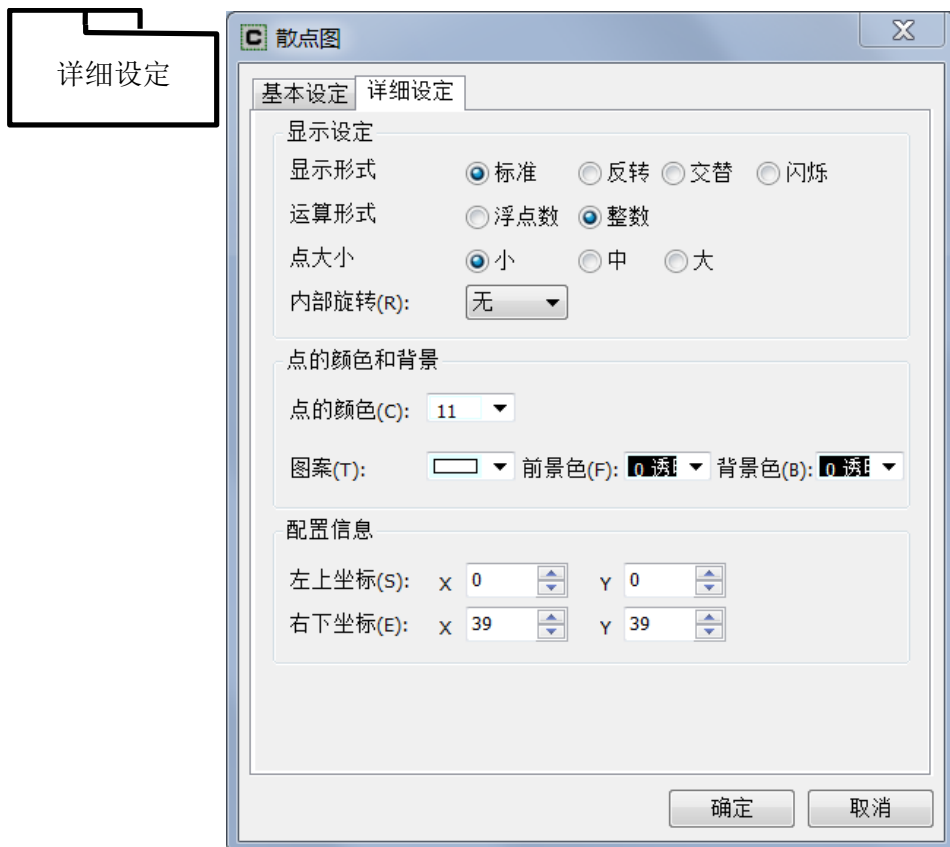 详细设定
C 散点图
基本设定 详细设定
显示设定
显示形式 标准 反转 交替 闪烁
运算形式 浮点数 整数
点大小 小 中 大
内部旋转(R): 无
点的颜色和背景
点的颜色(C): 11
图案(T): 前景色(F): 0 透 背景色(B): 0 透
配置信息
左上坐标(S): X 0 Y 0
右下坐标(E): X 39 Y 39
确定 取消